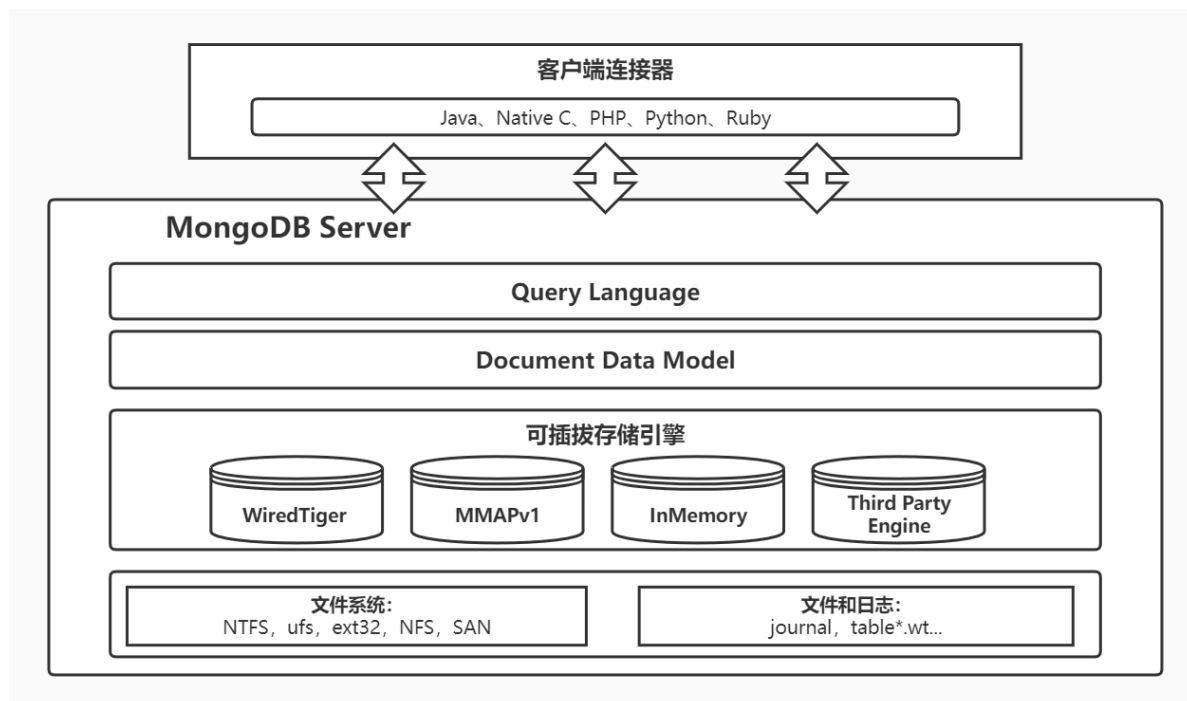 客户端连接器
Java、Native C、PHP、Python、Ruby
MongoDB Server
Query Language
Document Data Model
可插拔存储引擎
WiredTiger
MMAPv1
InMemory
Third Party
Engine
文件系统：
NTFS，ufs，ext32，NFS，SAN
文件和日志：
journal，table*.wt...